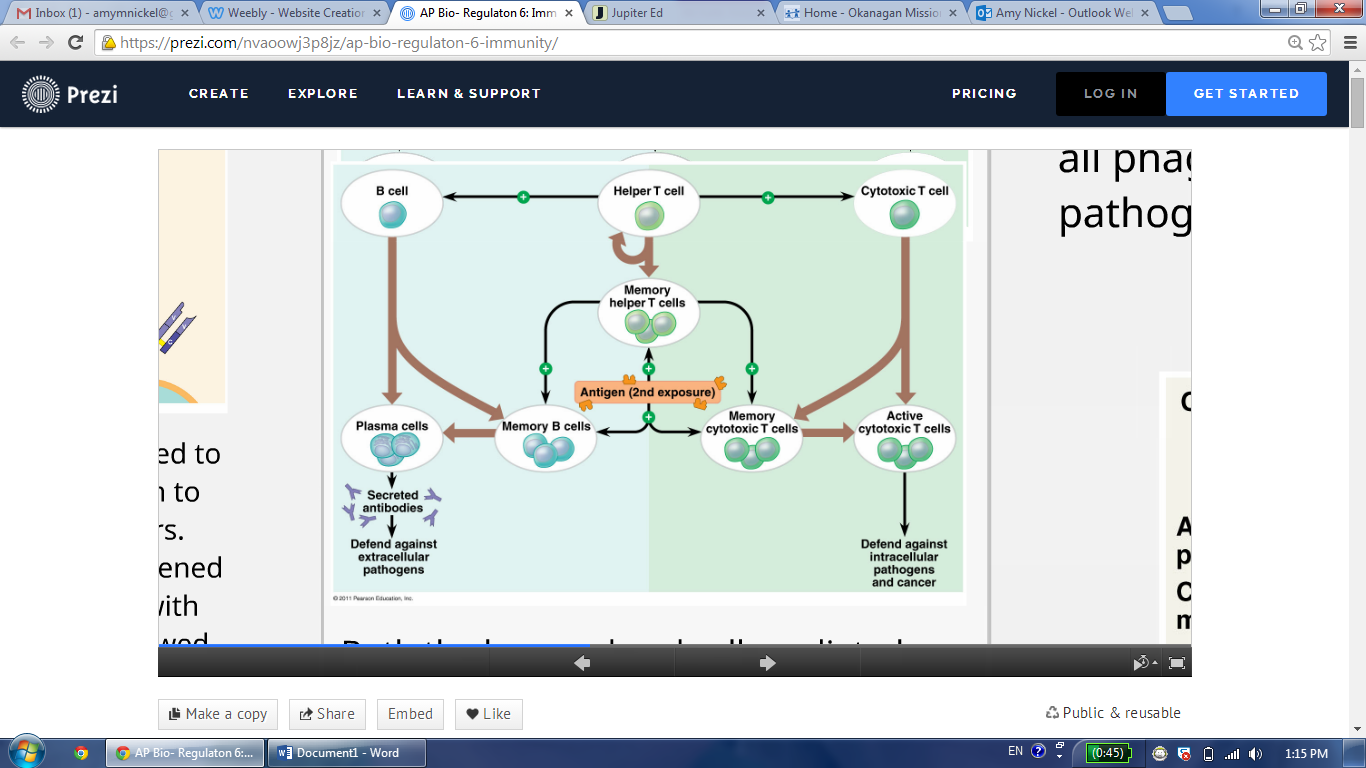 Inbox (1) - amymnickel@g
Weebly - Website Creation
AP Bio- Regulaton 6: Imm
Jupiter Ed
Home - Okanagan Mission
Amy Nickel - Outlook Web
https://prezi.com/nvaoowj3p8jz/ap-bio-regulaton-6-immunity/
Prezi
CREATE
EXPLORE
LEARN & SUPPORT
PRICING
LOG IN
GET STARTED
all phag
pathog
B cell
Helper T cell
Cytotoxic T cell
+
+
Memory
helper T cells
+
+
+
Antigen (2nd exposure)
+
Plasma cells
Memory B cells
Memory
cytotoxic T cells
Active
cytotoxic T cells
Secreted
antibodies
Defend against
extracellular
pathogens
Defend against
intracellular
pathogens
and cancer
© 2011 Pearson Education, Inc.
ed to
to
rs.
ened
with
Make a copy
Share
Embed
Like
Public & reusable
AP Bio- Regulaton 6:...
Document1 - Word
EN
(0:45)
1:15 PM